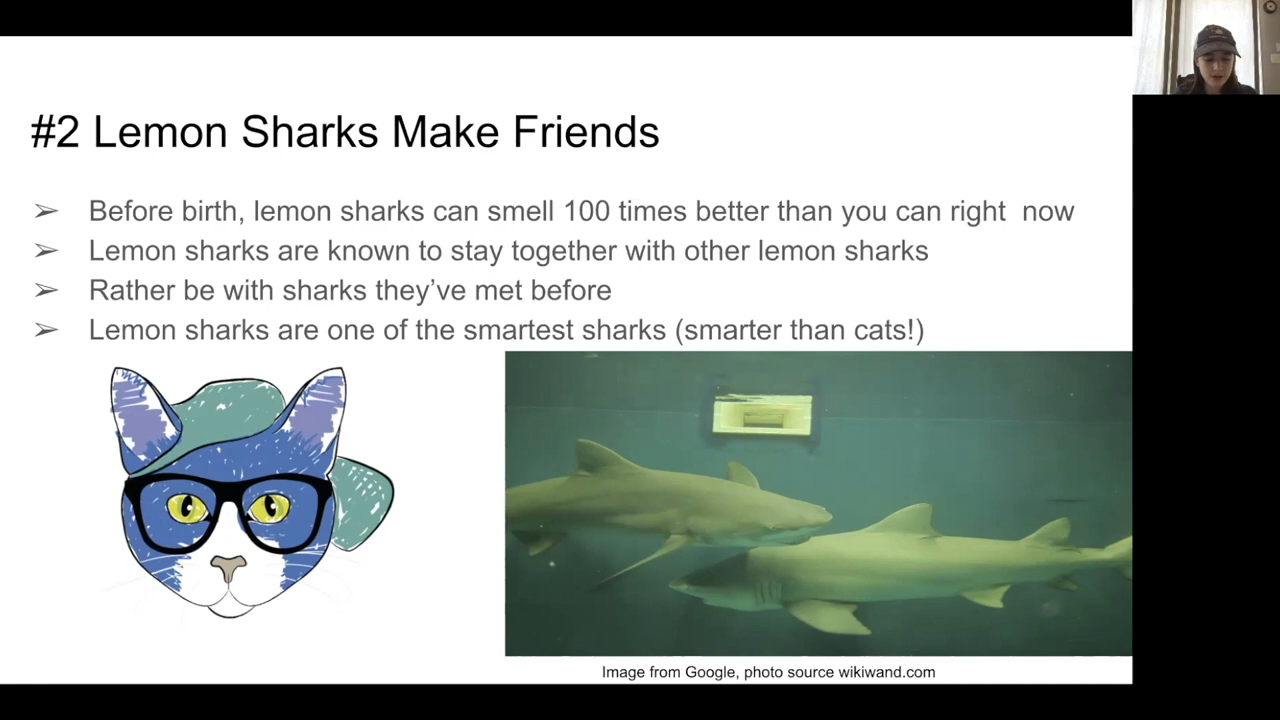 #2 Lemon Sharks Make Friends
➢ Before birth, lemon sharks can smell 100 times better than you can right  now
➢ Lemon sharks are known to stay together with other lemon sharks
➢ Rather be with sharks they’ve met before
➢ Lemon sharks are one of the smartest sharks (smarter than cats!)
Image from Google, photo source wikiwand.com